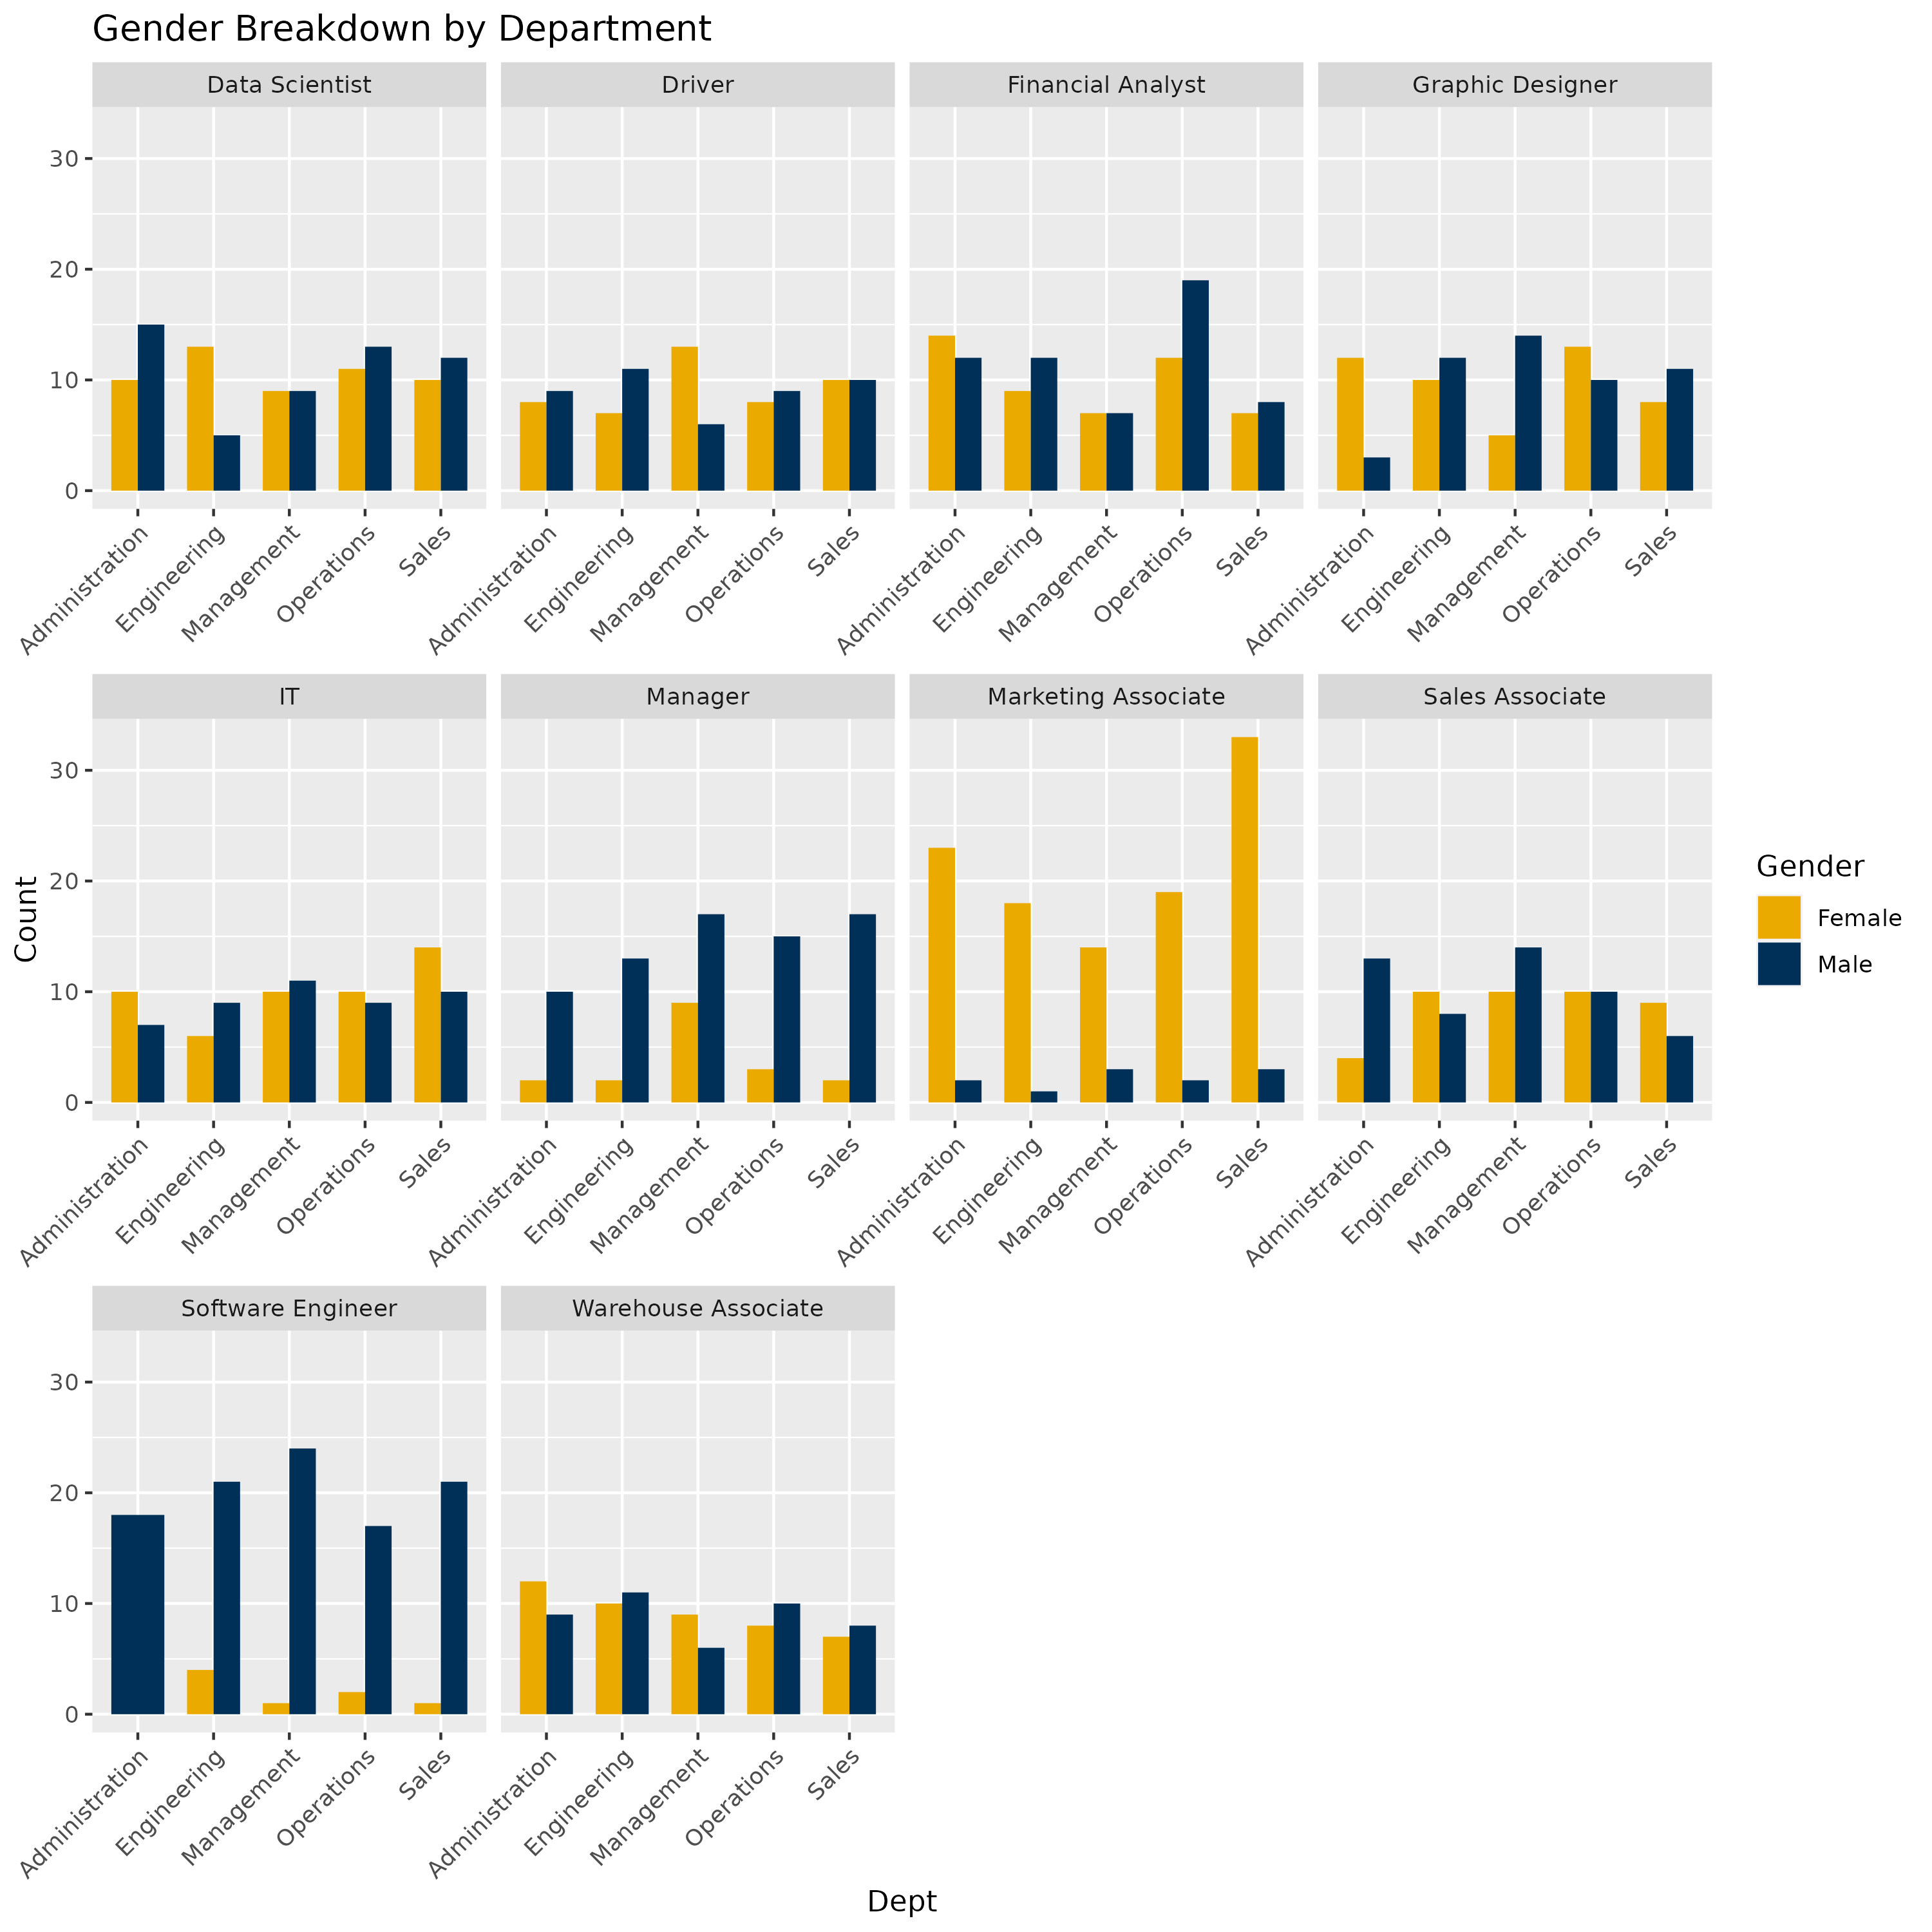 Gender Breakdown by Department
Data Scientist
Driver
Financial Analyst
Graphic Designer
30
20
10
0
Administration
Engineering
Management
Operations
Sales
Administration
Engineering
Management
Operations
Sales
Administration
Engineering
Management
Operations
Sales
Administration
Engineering
Management
Operations
Sales
IT
Manager
Marketing Associate
Sales Associate
Count
30
20
10
0
Administration
Engineering
Management
Operations
Sales
Administration
Engineering
Management
Operations
Sales
Administration
Engineering
Management
Operations
Sales
Administration
Engineering
Management
Operations
Sales
Gender
Female
Male
Software Engineer
Warehouse Associate
30
20
10
0
Administration
Engineering
Management
Operations
Sales
Administration
Engineering
Management
Operations
Sales
Dept